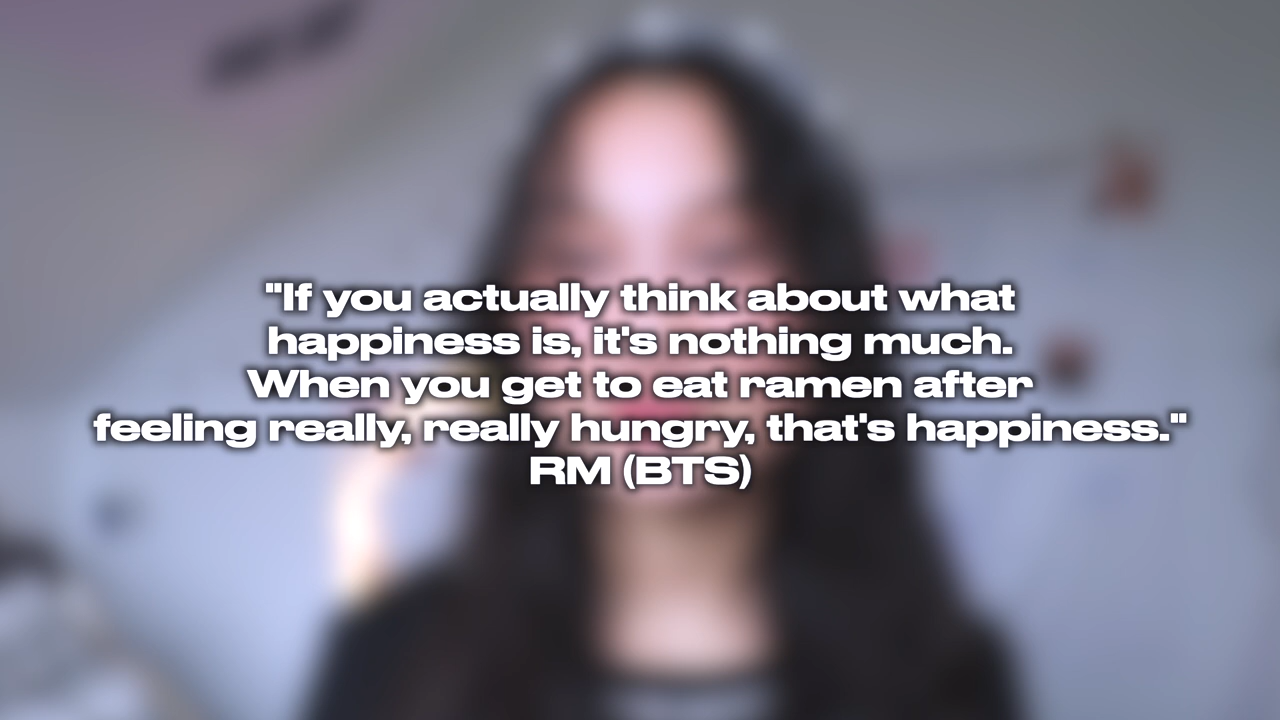 "If you actually think about what
happiness is, it's nothing much.
When you get to eat ramen after
feeling really, really hungry, that's happiness."
RM (BTS)